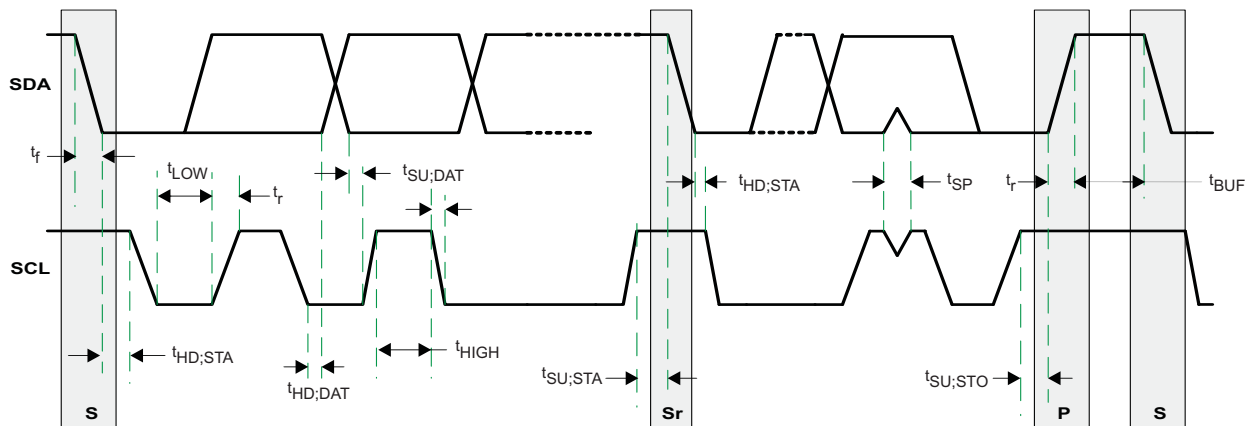 SDA
t_f
t_LOW
t_r
t_SU;DAT
t_HD;STA
t_SP
t_r
t_BUF
SCL
t_HD;STA
t_HD;DAT
t_HIGH
t_SU;STA
t_SU;STO
S
Sr
P
S